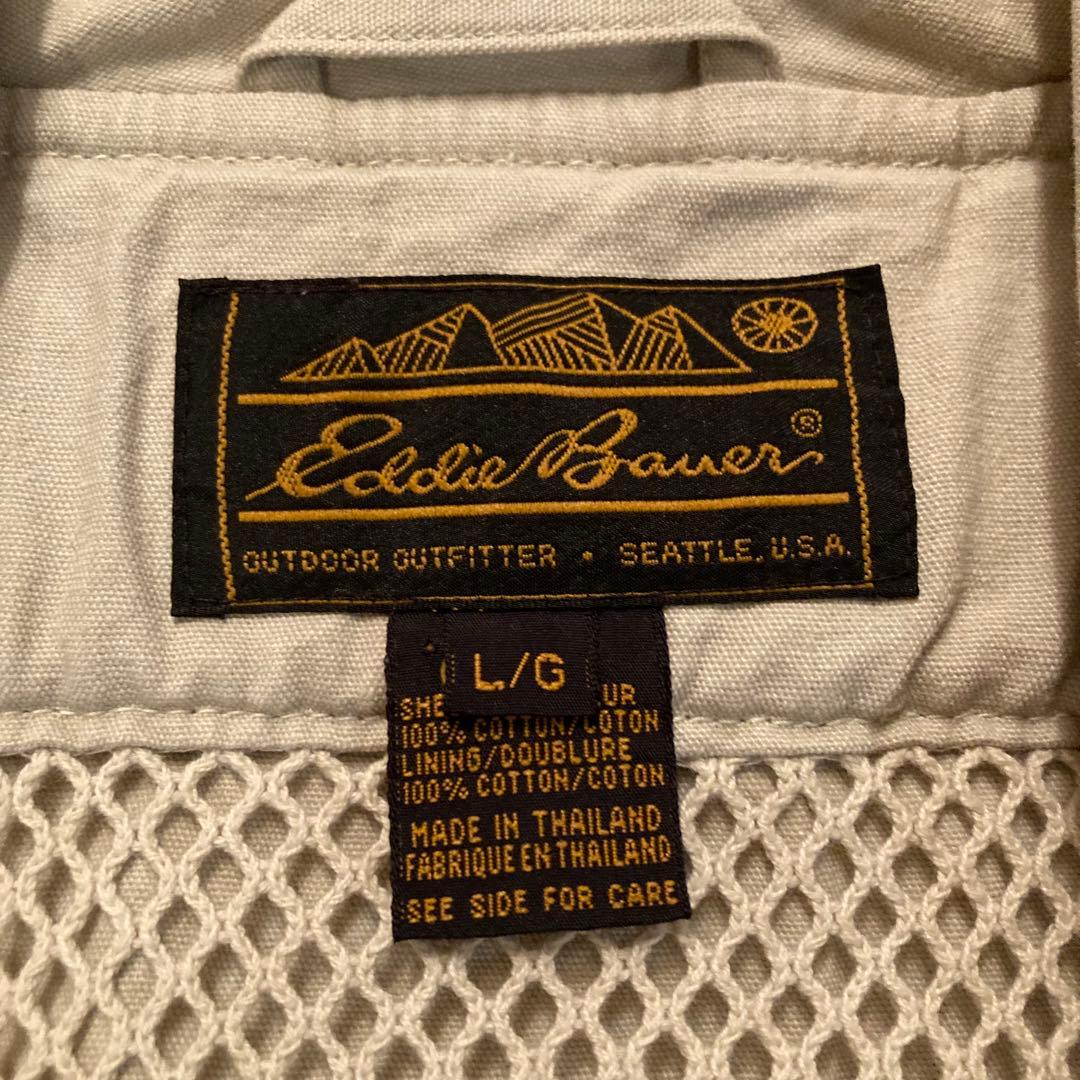 Eddie Bauer®
OUTDOOR OUTFITTER • SEATTLE, U.S.A.
L/G
100% COTTON/COTON
LINING/DOUBLURE
100% COTTON/COTON
MADE IN THAILAND
FABRIQUE EN THAILAND
SEE SIDE FOR CARE